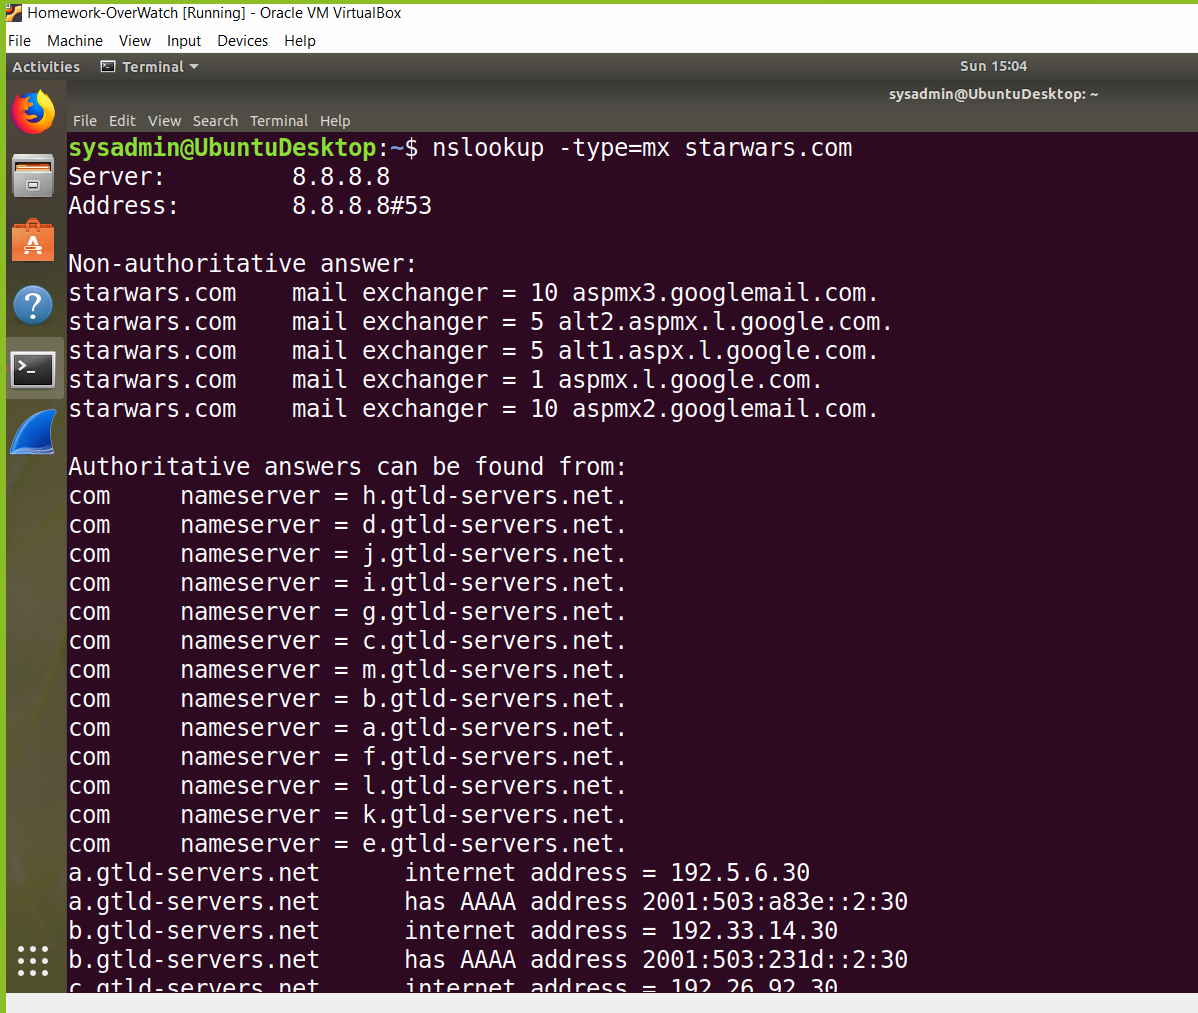 Homework-OverWatch [Running] - Oracle VM VirtualBox
File Machine View Input Devices Help
Activities Terminal Sun 15:04
sysadmin@UbuntuDesktop: ~
File Edit View Search Terminal Help
sysadmin@UbuntuDesktop:~$ nslookup -type=mx starwars.com
Server: 8.8.8.8
Address: 8.8.8.8#53
Non-authoritative answer:
starwars.com mail exchanger = 10 aspmx3.googlemail.com.
starwars.com mail exchanger = 5 alt2.aspmx.l.google.com.
starwars.com mail exchanger = 5 alt1.aspx.l.google.com.
starwars.com mail exchanger = 1 aspmx.l.google.com.
starwars.com mail exchanger = 10 aspmx2.googlemail.com.
Authoritative answers can be found from:
com nameserver = h.gtld-servers.net.
com nameserver = d.gtld-servers.net.
com nameserver = j.gtld-servers.net.
com nameserver = i.gtld-servers.net.
com nameserver = g.gtld-servers.net.
com nameserver = c.gtld-servers.net.
com nameserver = m.gtld-servers.net.
com nameserver = b.gtld-servers.net.
com nameserver = a.gtld-servers.net.
com nameserver = f.gtld-servers.net.
com nameserver = l.gtld-servers.net.
com nameserver = k.gtld-servers.net.
com nameserver = e.gtld-servers.net.
a.gtld-servers.net internet address = 192.5.6.30
a.gtld-servers.net has AAAA address 2001:503:a83e::2:30
b.gtld-servers.net internet address = 192.33.14.30
b.gtld-servers.net has AAAA address 2001:503:231d::2:30
c.gtld-servers.net internet address = 192.26.92.30